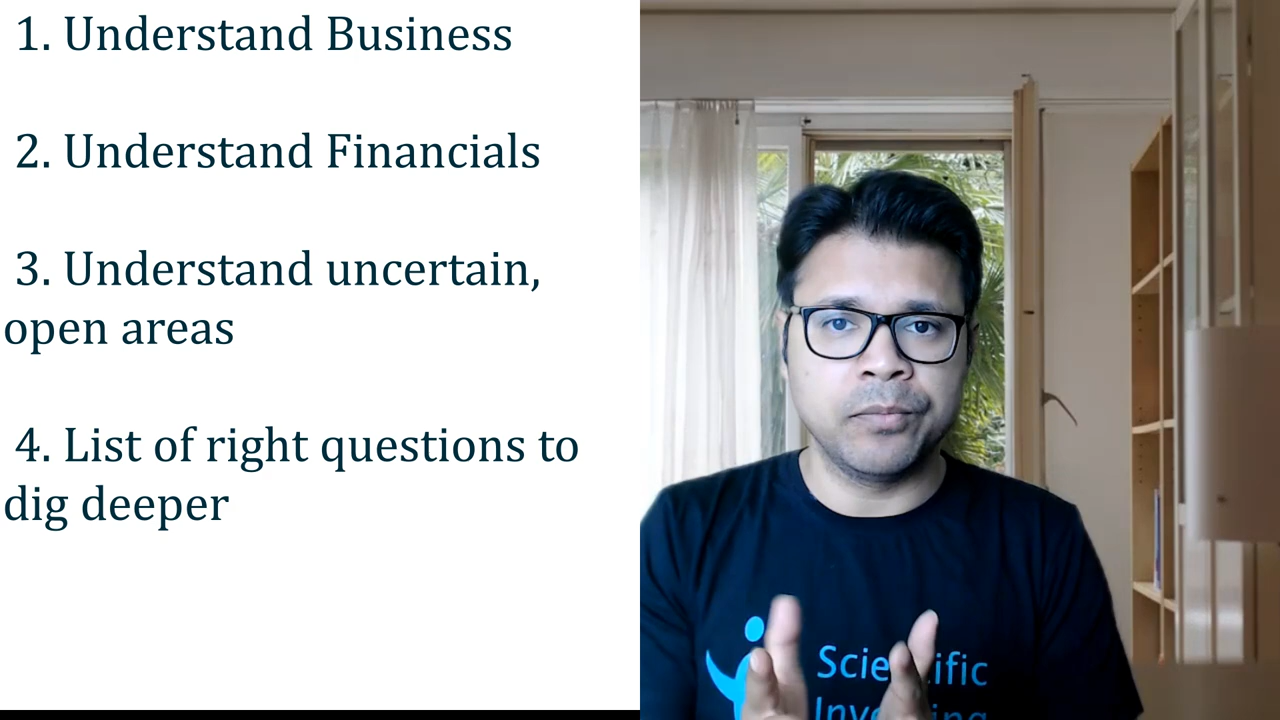 1. Understand Business
2. Understand Financials
3. Understand uncertain,
open areas
4. List of right questions to
dig deeper